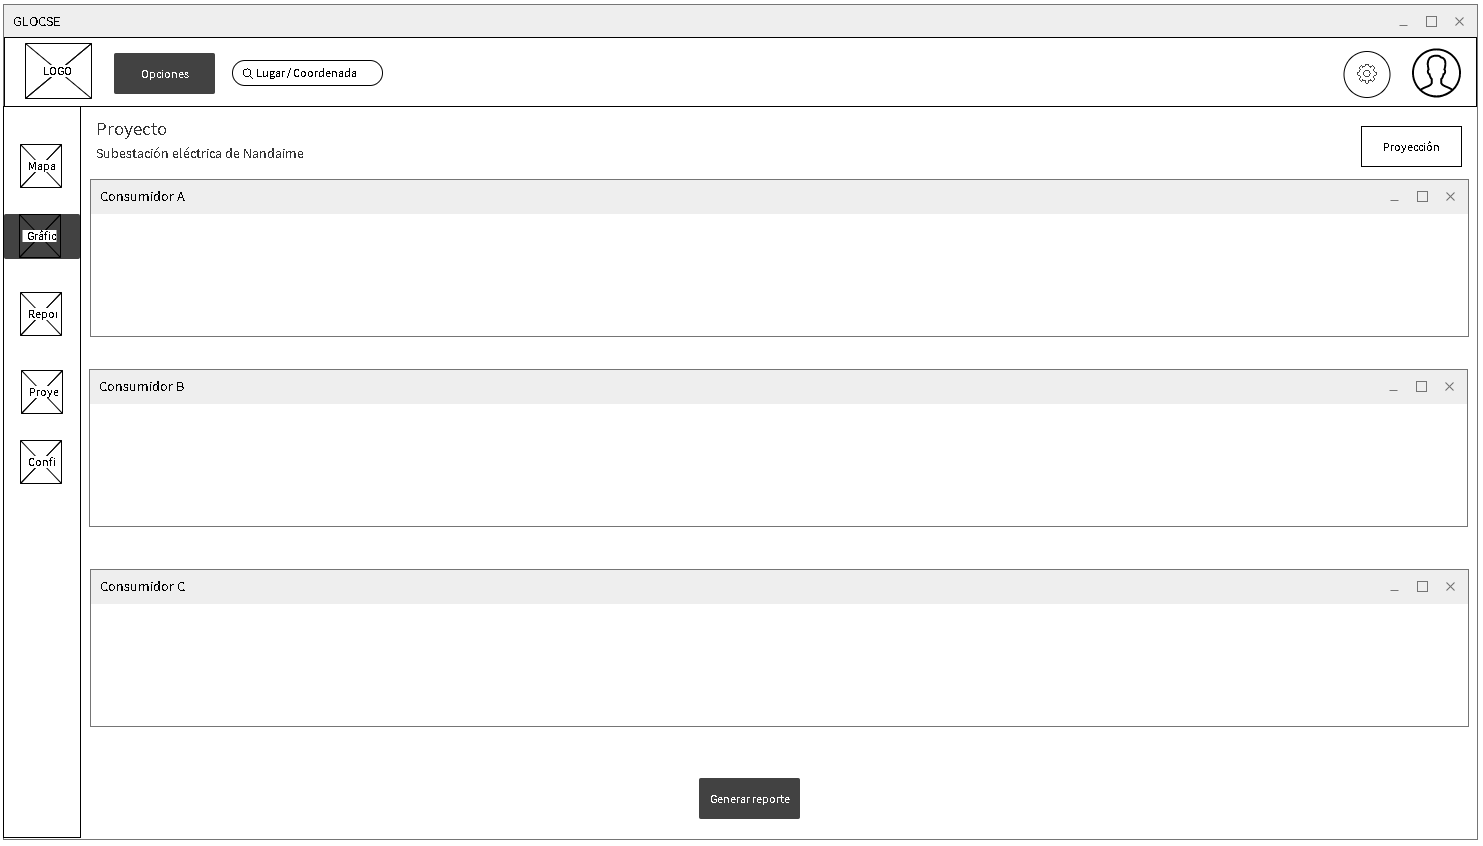 GLOCSE
LOGO
Opciones
Lugar / Coordenada
Proyecto
Subestación eléctrica de Nandaime
Proyección
Mapa
Consumidor A
Gráfic
Repor
Proye
Consumidor B
Confi
Consumidor C
Generar reporte